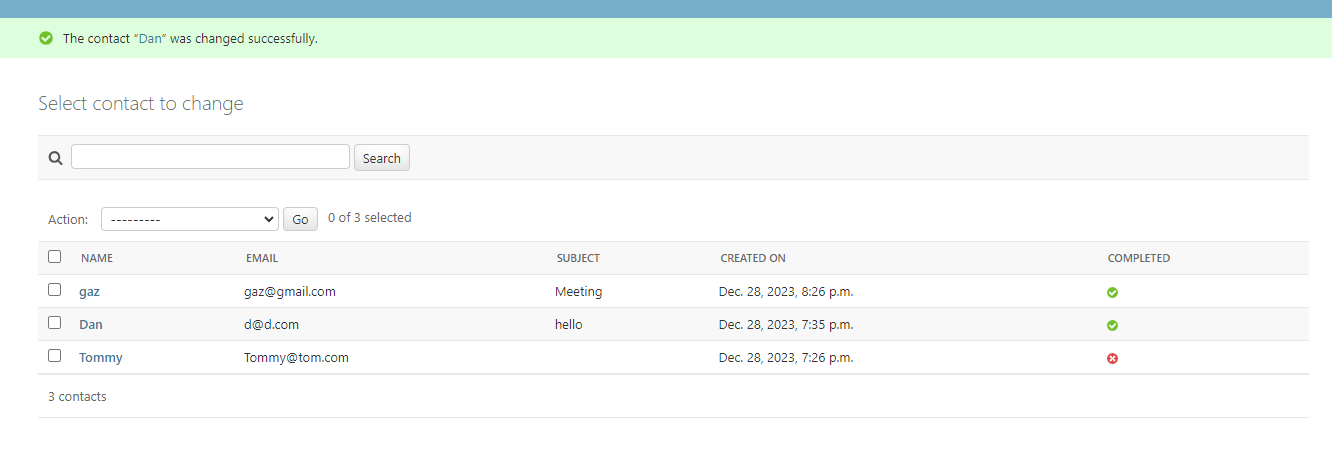 The contact “Dan” was changed successfully.
Select contact to change
Search
Action: --------- Go 0 of 3 selected
NAME EMAIL SUBJECT CREATED ON COMPLETED
gaz gaz@gmail.com Meeting Dec. 28, 2023, 8:26 p.m.
Dan d@d.com hello Dec. 28, 2023, 7:35 p.m.
Tommy Tommy@tom.com Dec. 28, 2023, 7:26 p.m.
3 contacts